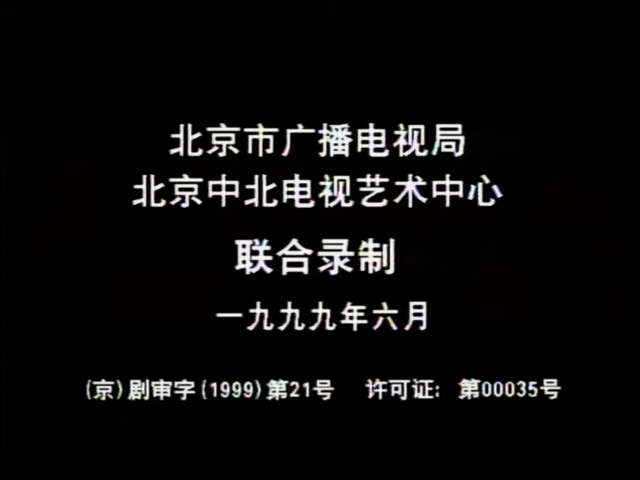 北京市广播电视局
北京中北电视艺术中心
联合录制
一九九九年六月
(京)剧审字(1999)第21号 许可证: 第00035号